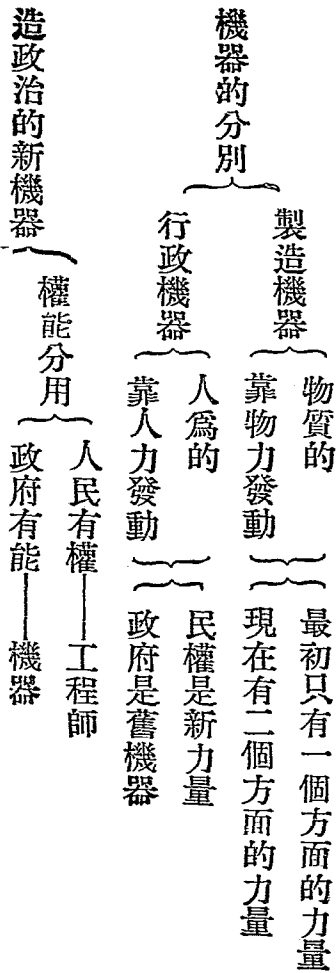 機器的分別
製造機器
物質的
靠物力發動
最初只有一個方面的力量
現在有二個方面的力量
行政機器
人爲的
靠人力發動
民權是新力量
政府是舊機器
造政治的新機器
權能分用
人民有權——工程師
政府有能——機器